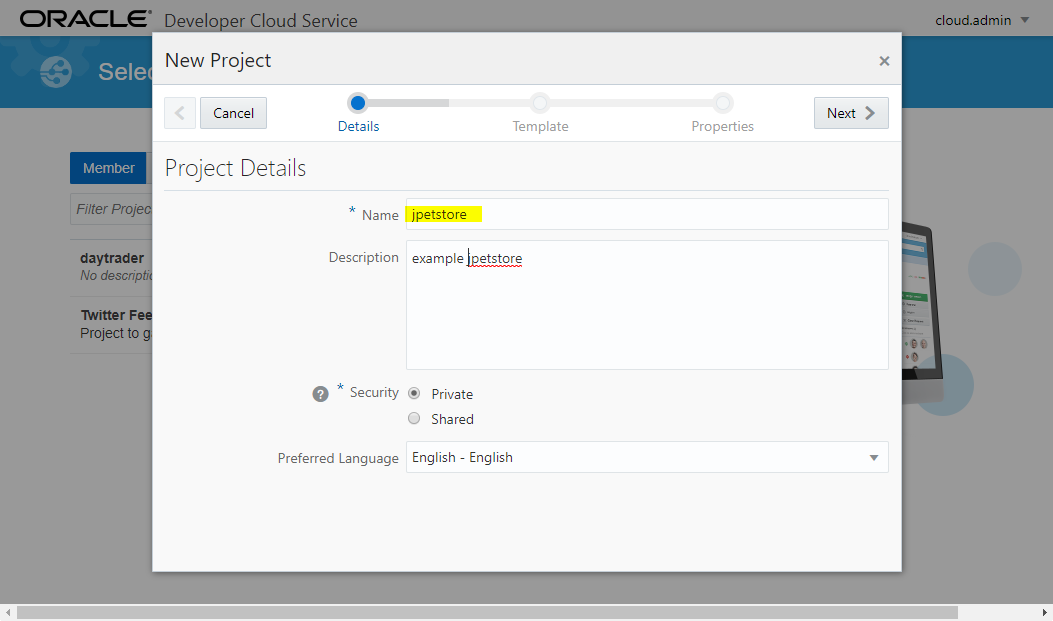 ORACLE® Developer Cloud Service
cloud.admin
Selec
New Project
×
Cancel
Details
Template
Properties
Next
Member
Filter Projec
daytrader
No descriptio
Twitter Fee
Project to ga
Project Details
* Name jpetstore
Description example jpetstore
? * Security Private
Shared
Preferred Language English - English